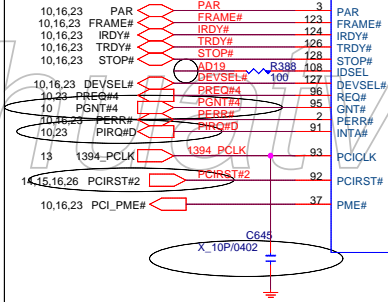 10,16,23 PAR PAR 3 PAR
10,16,23 FRAME# FRAME# 123 FRAME#
10,16,23 IRDY# IRDY# 124 IRDY#
10,16,23 TRDY# TRDY# 126 TRDY#
10,16,23 STOP# STOP# 128 STOP#
AD19 R388 100 108 IDSEL
10,16,23 DEVSEL# DEVSEL# 127 DEVSEL#
10,23 PREQ#4 PREQ#4 96 REQ#
10 PGNT#4 PGNT#4 95 GNT#
10,16,23 PERR# PERR# 2 PERR#
10,23 PIRQ#D PIRQ#D 91 INTA#
13 1394_PCLK 1394_PCLK 93 PCICLK
14,15,16,26 PCIRST#2 PCIRST#2 92 PCIRST#
10,16,23 PCI_PME# 37 PME#
C645
X_10P/0402